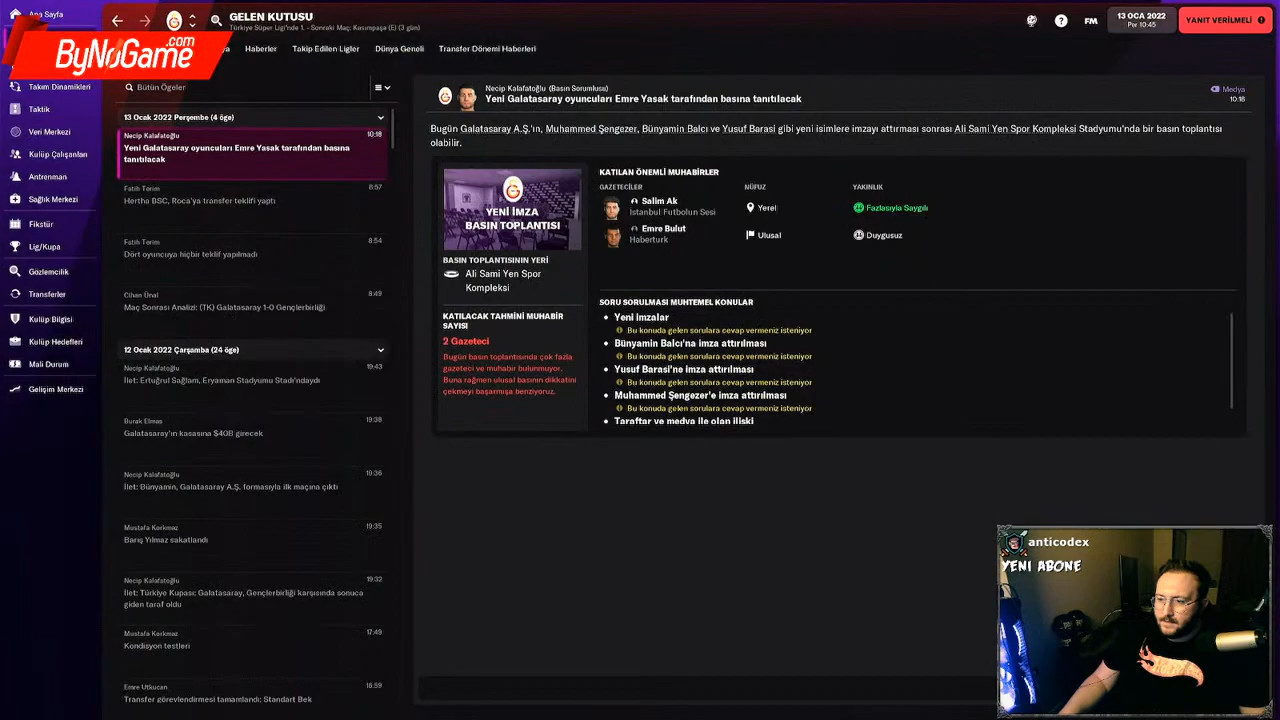 Ana Sayfa
ByNoGame.com
Takım Dinamikleri
Taktik
Veri Merkezi
Kulüp Çalışanları
Antrenman
Sağlık Merkezi
Fikstür
Lig/Kupa
Gözlemcilik
Transferler
Kulüp Bilgisi
Kulüp Hedefleri
Mali Durum
Gelişim Merkezi
GELEN KUTUSU
Türkiye Süper Ligi'nde 1. - Sonraki Maç: Kasımpaşa (E) (3 gün)
FM
13 OCA 2022
Per 10:45
YANIT VERİLMELİ
Haberler
Takip Edilen Ligler
Dünya Geneli
Transfer Dönemi Haberleri
Bütün Ögeler
13 Ocak 2022 Perşembe (4 öge)
Necip Kalafatoğlu 10:18
Yeni Galatasaray oyuncuları Emre Yasak tarafından basına
tanıtılacak
Fatih Terim 8:57
Hertha BSC, Roca'ya transfer teklifi yaptı
Fatih Terim 8:54
Dört oyuncuya hiçbir teklif yapılmadı
Cihan Ünal 8:49
Maç Sonrası Analizi: (TK) Galatasaray 1-0 Gençlerbirliği
12 Ocak 2022 Çarşamba (24 öge)
Necip Kalafatoğlu 19:43
İlet: Ertuğrul Sağlam, Eryaman Stadyumu Stadı'ndaydı
Burak Elmas 19:38
Galatasaray'ın kasasına $40B girecek
Necip Kalafatoğlu 19:36
İlet: Bünyamin, Galatasaray A.Ş. formasıyla ilk maçına çıktı
Mustafa Korkmaz 19:35
Barış Yılmaz sakatlandı
Necip Kalafatoğlu 19:32
İlet: Türkiye Kupası: Galatasaray, Gençlerbirliği karşısında sonuca
giden taraf oldu
Mustafa Korkmaz 17:49
Kondisyon testleri
Emre Utkucan 16:59
Transfer görevlendirmesi tamamlandı: Standart Bek
Necip Kalafatoğlu (Basın Sorumlusu)
Yeni Galatasaray oyuncuları Emre Yasak tarafından basına tanıtılacak
Medya
10:18
Bugün Galatasaray A.Ş.'ın, Muhammed Şengezer, Bünyamin Balcı ve Yusuf Barasi gibi yeni isimlere imzayı attırması sonrası Ali Sami Yen Spor Kompleksi Stadyumu'nda bir basın toplantısı
olabilir.
YENİ İMZA
BASIN TOPLANTISI
BASIN TOPLANTISININ YERİ
Ali Sami Yen Spor
Kompleksi
KATILACAK TAHMİNİ MUHABİR
SAYISI
2 Gazeteci
Bugün basın toplantısında çok fazla
gazeteci ve muhabir bulunmuyor.
Buna rağmen ulusal basının dikkatini
çekmeyi başarmışa benziyoruz.
KATILAN ÖNEMLİ MUHABİRLER
GAZETECİLER NÜFUZ YAKINLIK
Salim Ak
İstanbul Futbolun Sesi
Yerel
Fazlasıyla Saygılı
Emre Bulut
Haberturk
Ulusal
Duygusuz
SORU SORULMASI MUHTEMEL KONULAR
Yeni imzalar
Bu konuda gelen sorulara cevap vermeniz isteniyor
Bünyamin Balcı'na imza attırılması
Bu konuda gelen sorulara cevap vermeniz isteniyor
Yusuf Barasi'ne imza attırılması
Bu konuda gelen sorulara cevap vermeniz isteniyor
Muhammed Şengezer'e imza attırılması
Bu konuda gelen sorulara cevap vermeniz isteniyor
Taraftar ve medya ile olan ilişki
anticodex
YENİ ABONE